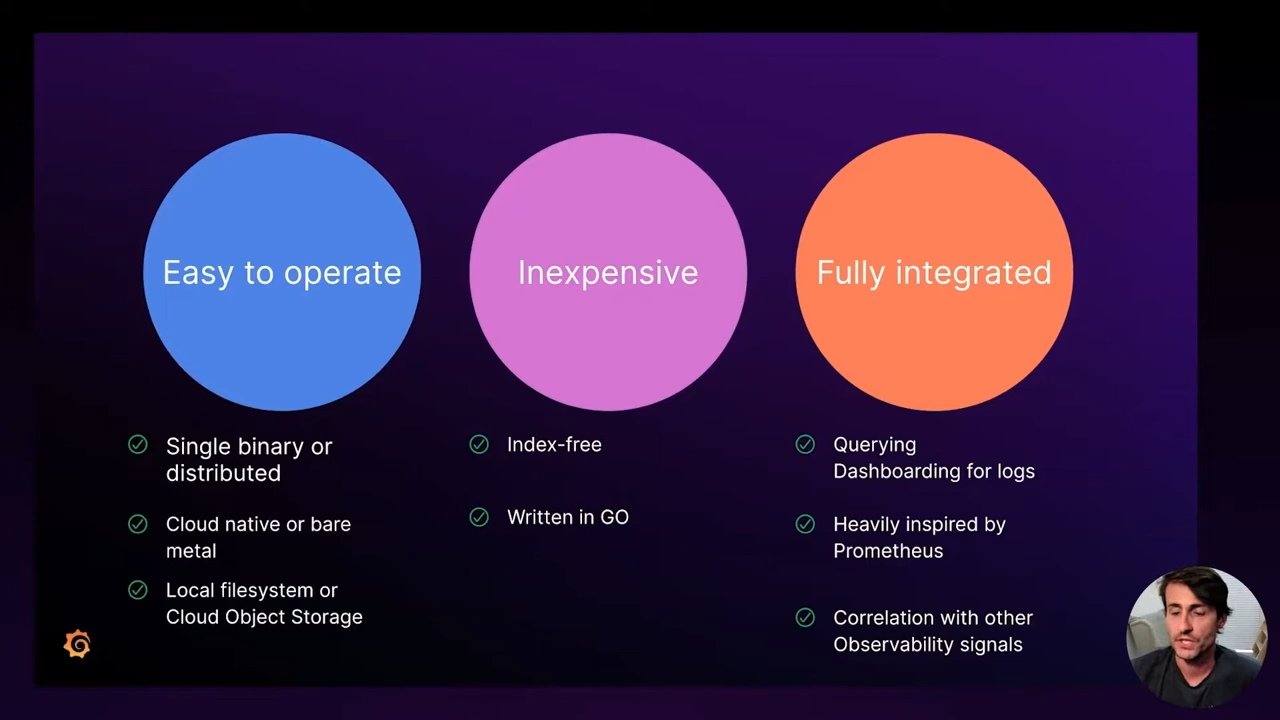 Easy to operate
Inexpensive
Fully integrated
Single binary or
distributed
Cloud native or bare
metal
Local filesystem or
Cloud Object Storage
Index-free
Written in GO
Querying
Dashboarding for logs
Heavily inspired by
Prometheus
Correlation with other
Observability signals